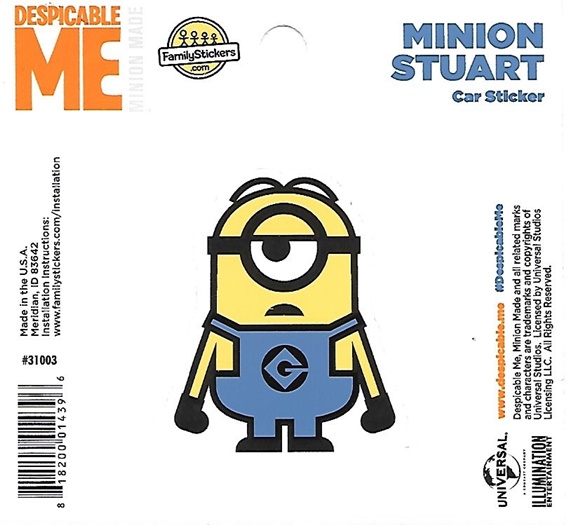 DESPICABLE
ME
MINION MADE
FamilyStickers
.com
MINION
STUART
Car Sticker
Made in the U.S.A.
Meridian, ID 83642
Installation Instructions:
www.familystickers.com/installation
#31003
8 18200 01439 6
G
www.despicable.me #DespicableMe
Despicable Me, Minion Made and all related marks
and characters are trademarks and copyrights of
Universal Studios. Licensed by Universal Studios
Licensing LLC. All Rights Reserved.
UNIVERSAL
ILLUMINATION
ENTERTAINMENT